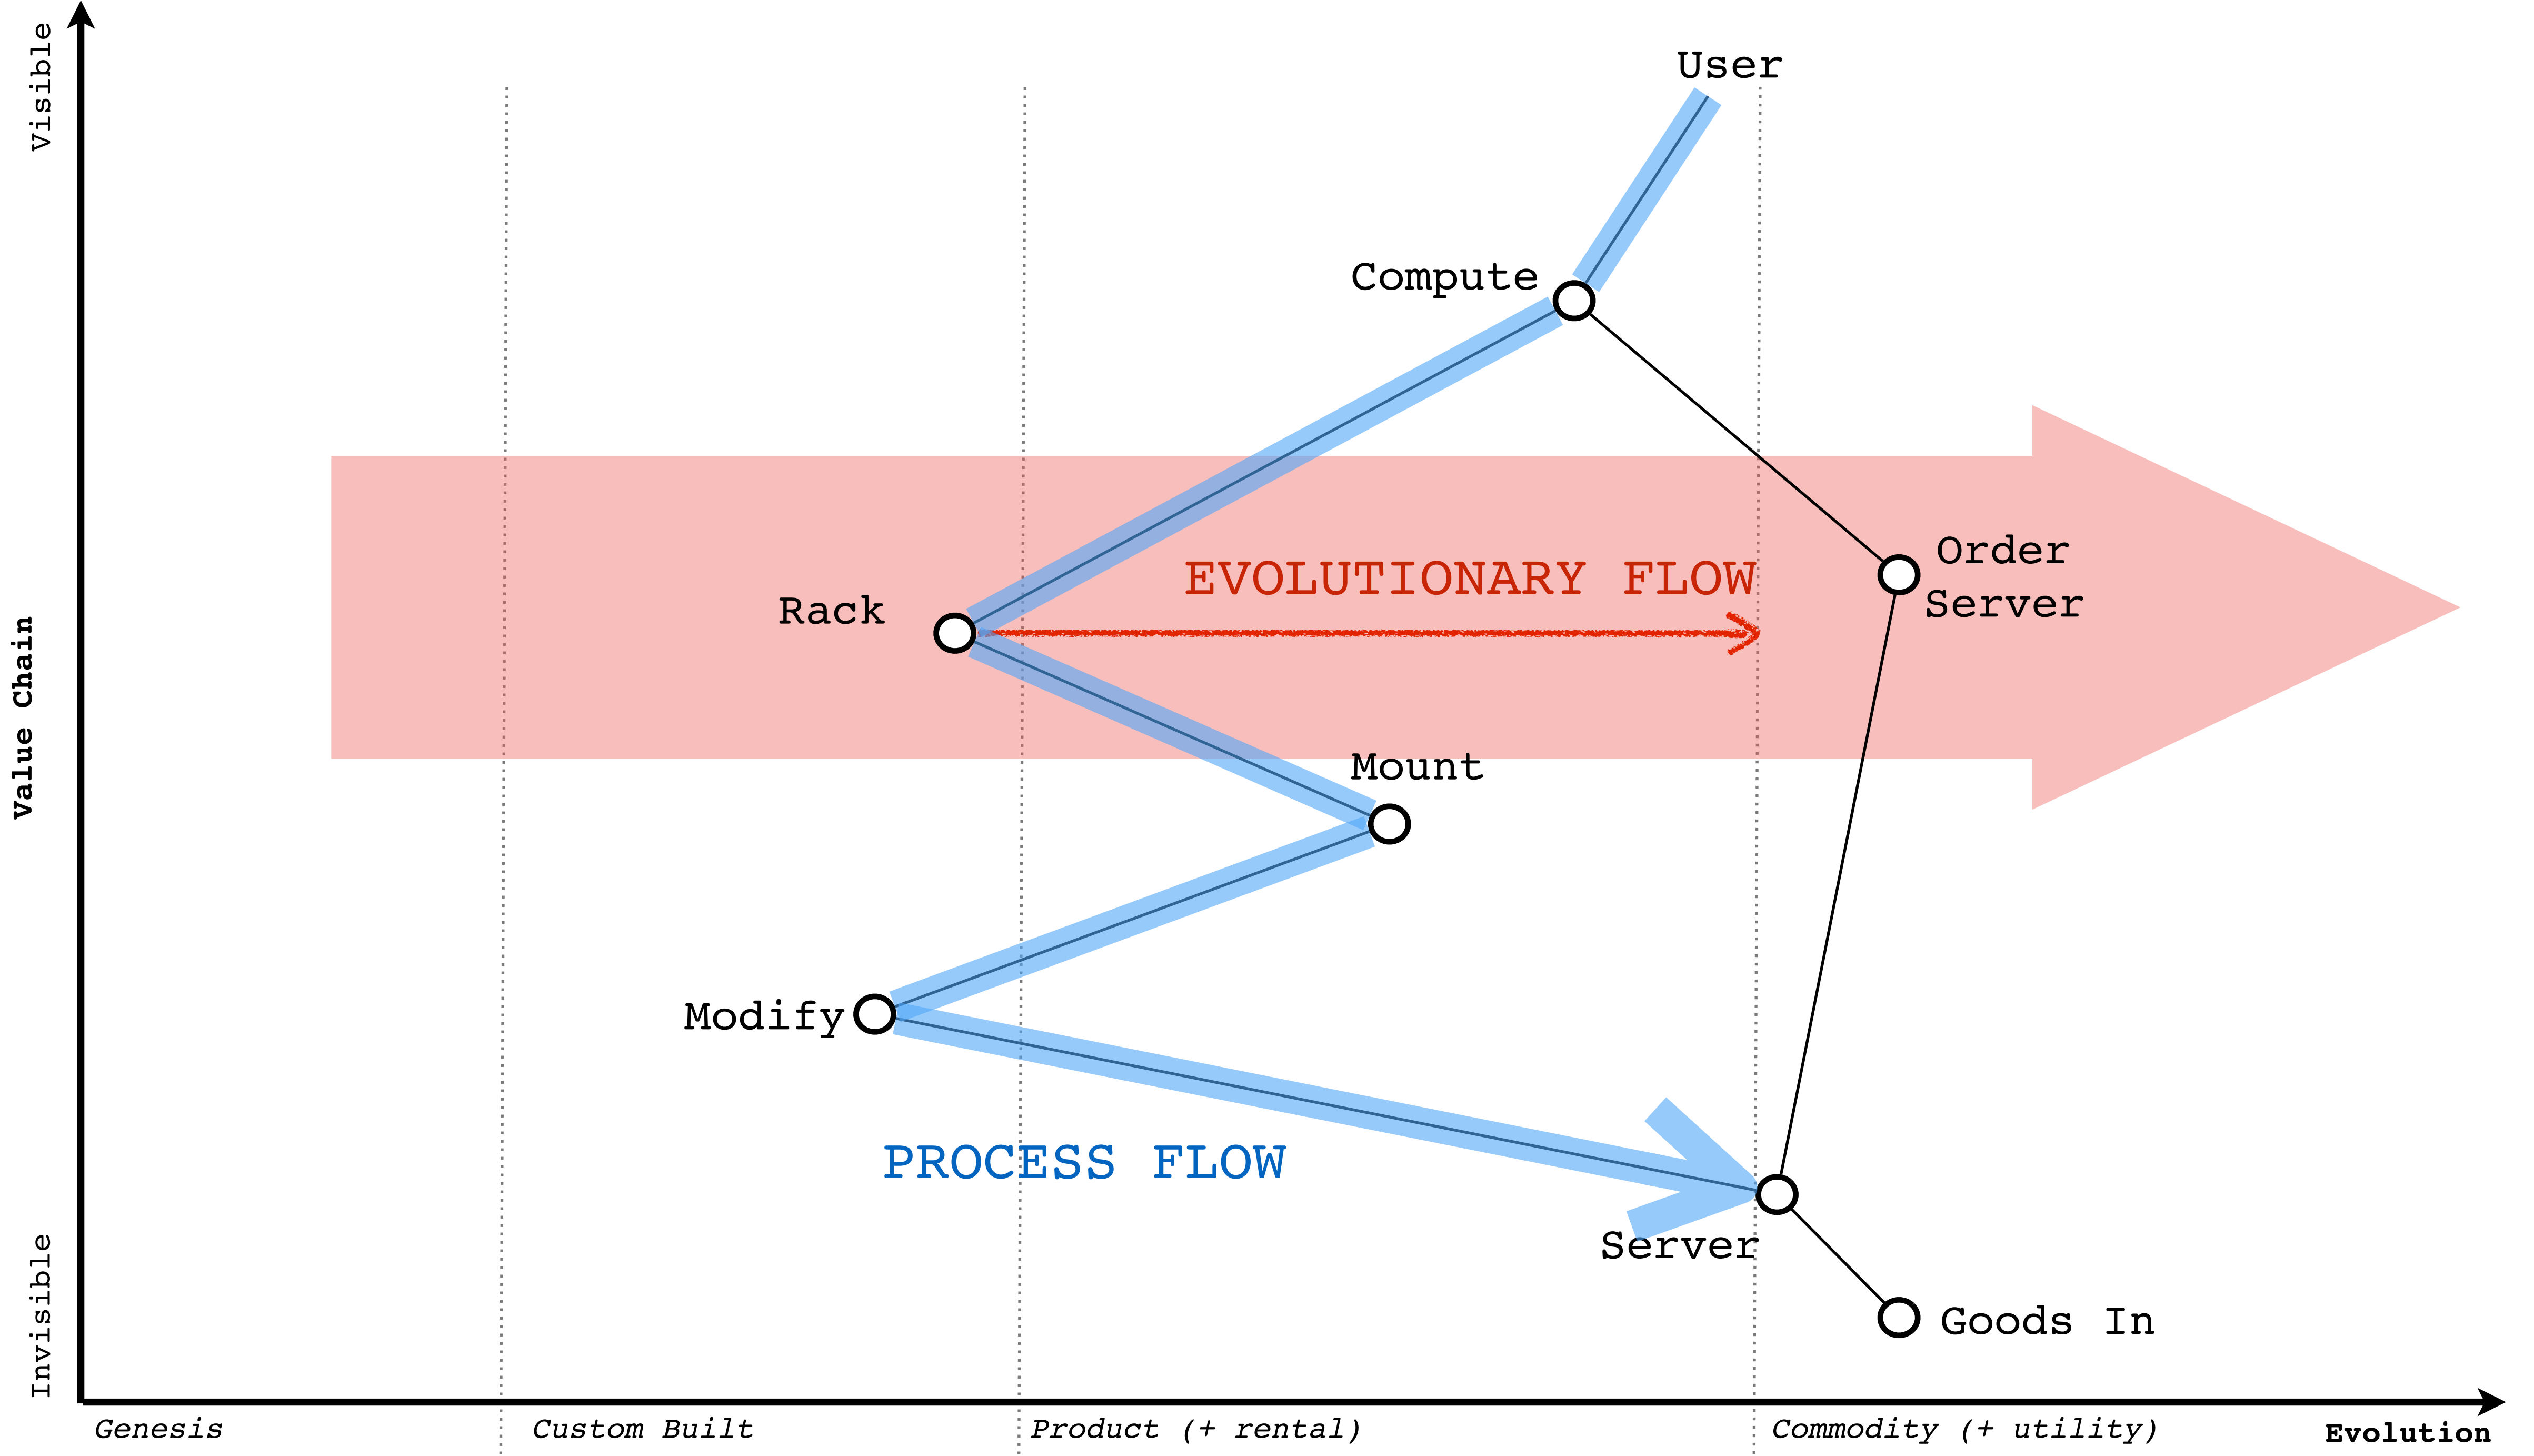 Visible
User
Compute
Order
Server
EVOLUTIONARY FLOW
Rack
Value Chain
Mount
Modify
PROCESS FLOW
Server
Invisible
Goods In
Genesis
Custom Built
Product (+ rental)
Commodity (+ utility)
Evolution